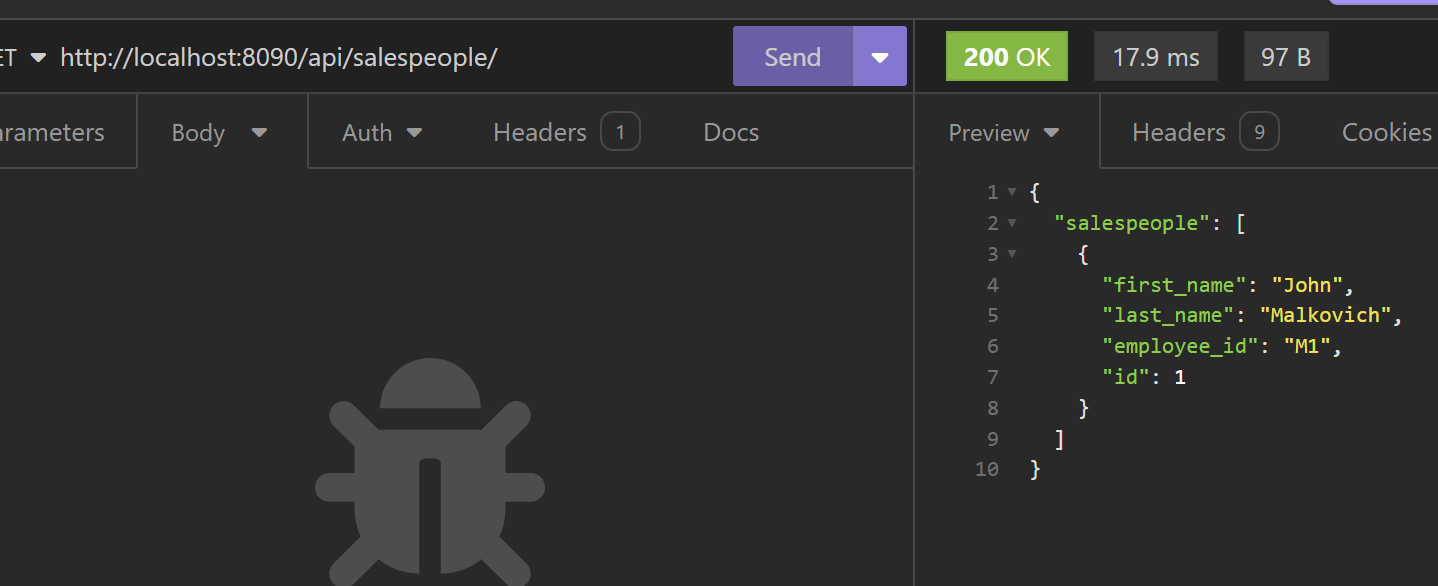 ET http://localhost:8090/api/salespeople/ Send 200 OK 17.9 ms 97 B
arameters Body Auth Headers 1 Docs Preview Headers 9 Cookies
1 {
2 "salespeople": [
3 {
4 "first_name": "John",
5 "last_name": "Malkovich",
6 "employee_id": "M1",
7 "id": 1
8 }
9 ]
10 }